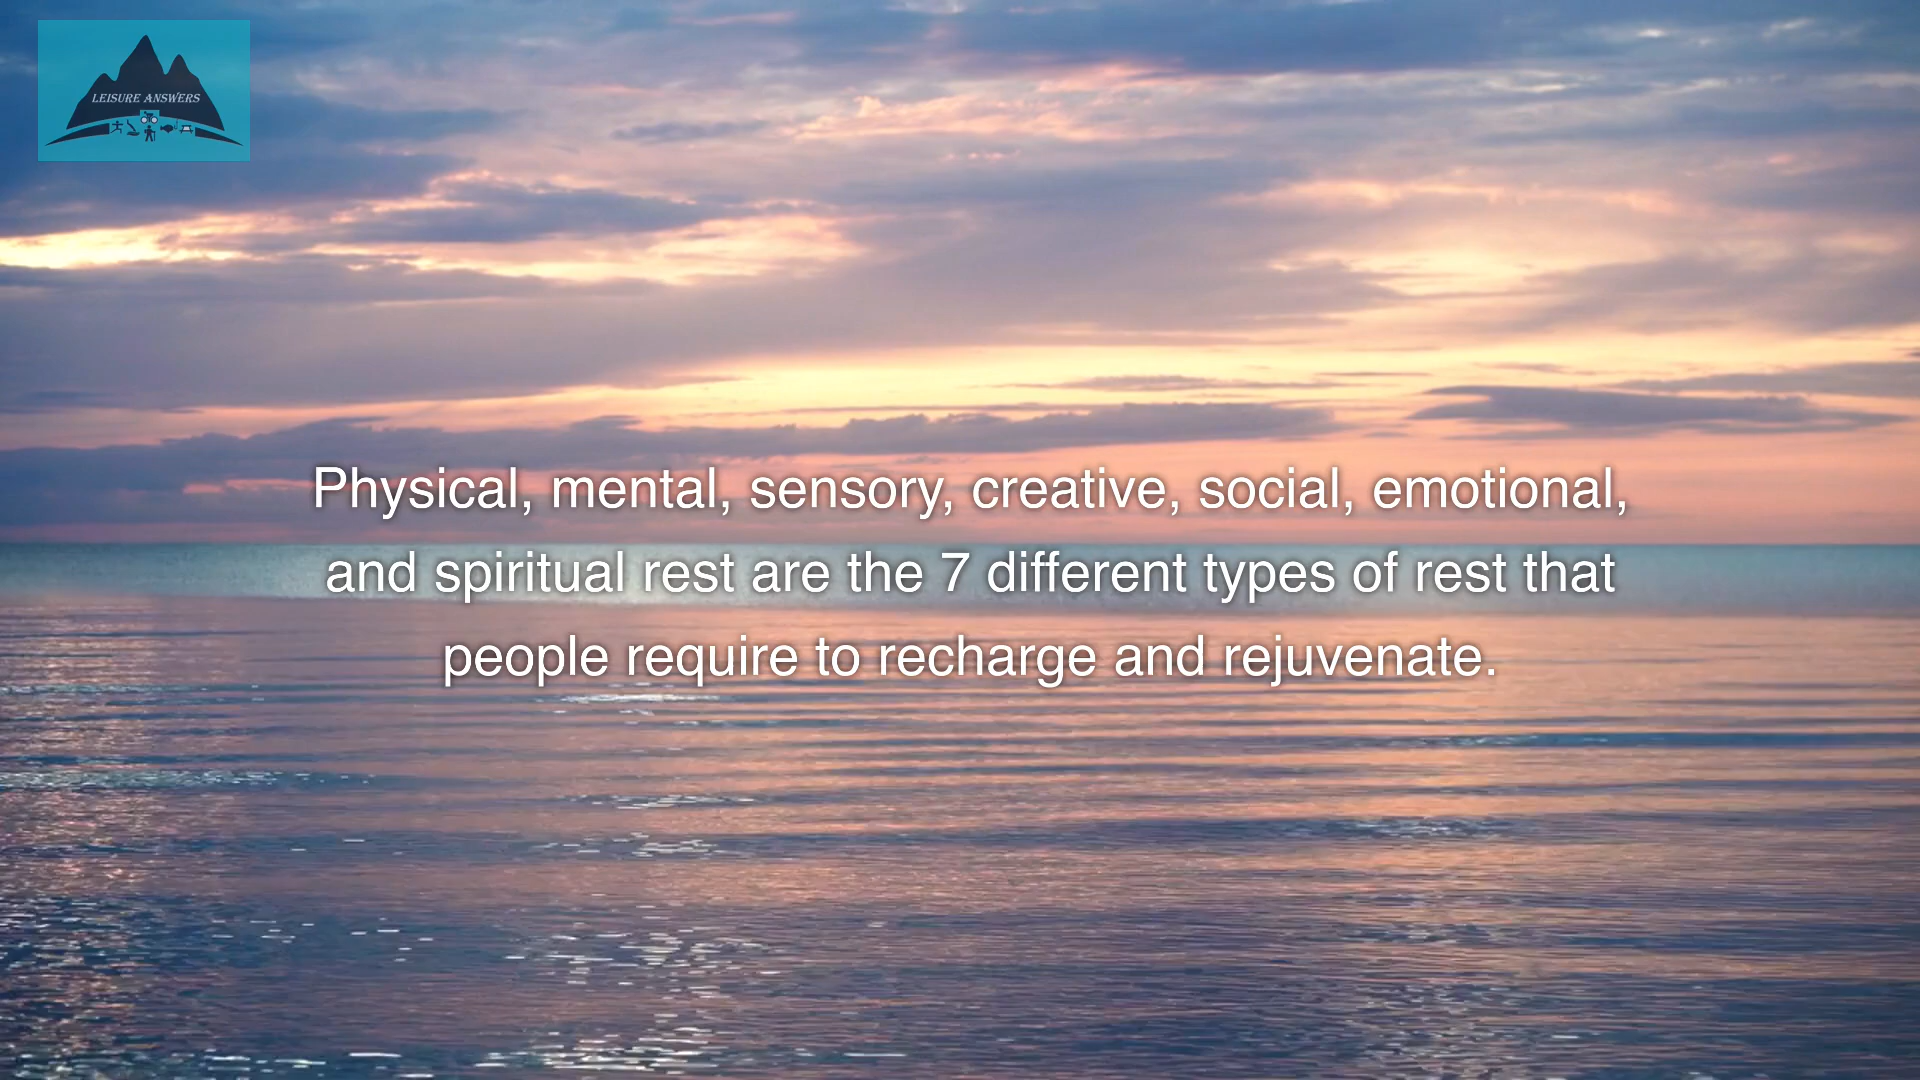 LEISURE ANSWERS
Physical, mental, sensory, creative, social, emotional,
and spiritual rest are the 7 different types of rest that
people require to recharge and rejuvenate.